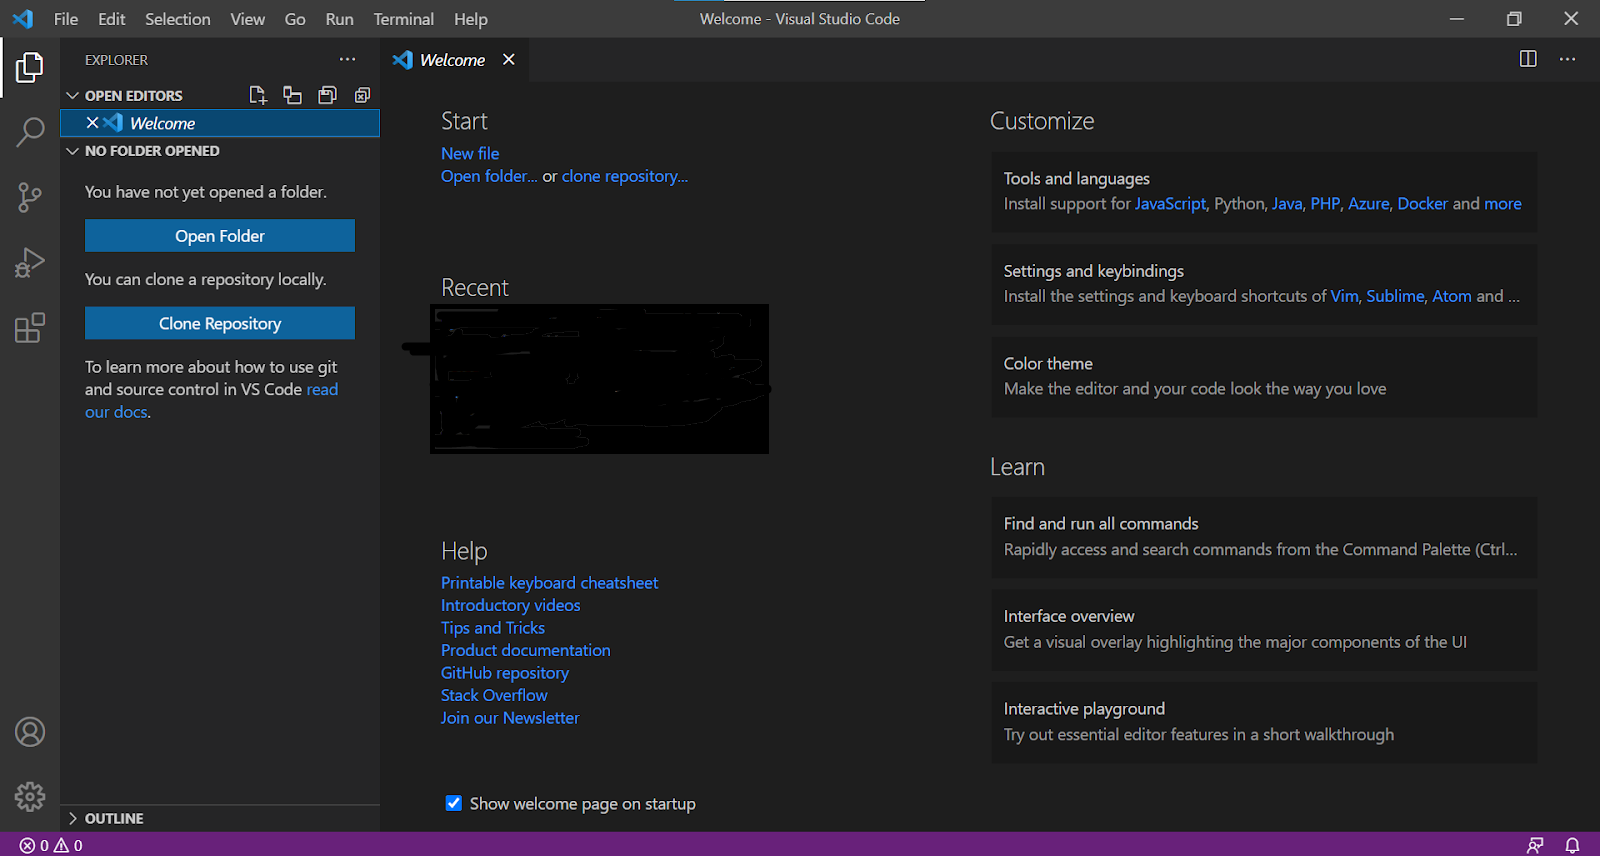 File Edit Selection View Go Run Terminal Help
Welcome - Visual Studio Code
EXPLORER
OPEN EDITORS
Welcome
NO FOLDER OPENED
You have not yet opened a folder.
Open Folder
You can clone a repository locally.
Clone Repository
To learn more about how to use git
and source control in VS Code read
our docs.
OUTLINE
0 0
Welcome
Start
New file
Open folder... or clone repository...
Recent
Help
Printable keyboard cheatsheet
Introductory videos
Tips and Tricks
Product documentation
GitHub repository
Stack Overflow
Join our Newsletter
Show welcome page on startup
Customize
Tools and languages
Install support for JavaScript, Python, Java, PHP, Azure, Docker and more
Settings and keybindings
Install the settings and keyboard shortcuts of Vim, Sublime, Atom and ...
Color theme
Make the editor and your code look the way you love
Learn
Find and run all commands
Rapidly access and search commands from the Command Palette (Ctrl...
Interface overview
Get a visual overlay highlighting the major components of the UI
Interactive playground
Try out essential editor features in a short walkthrough